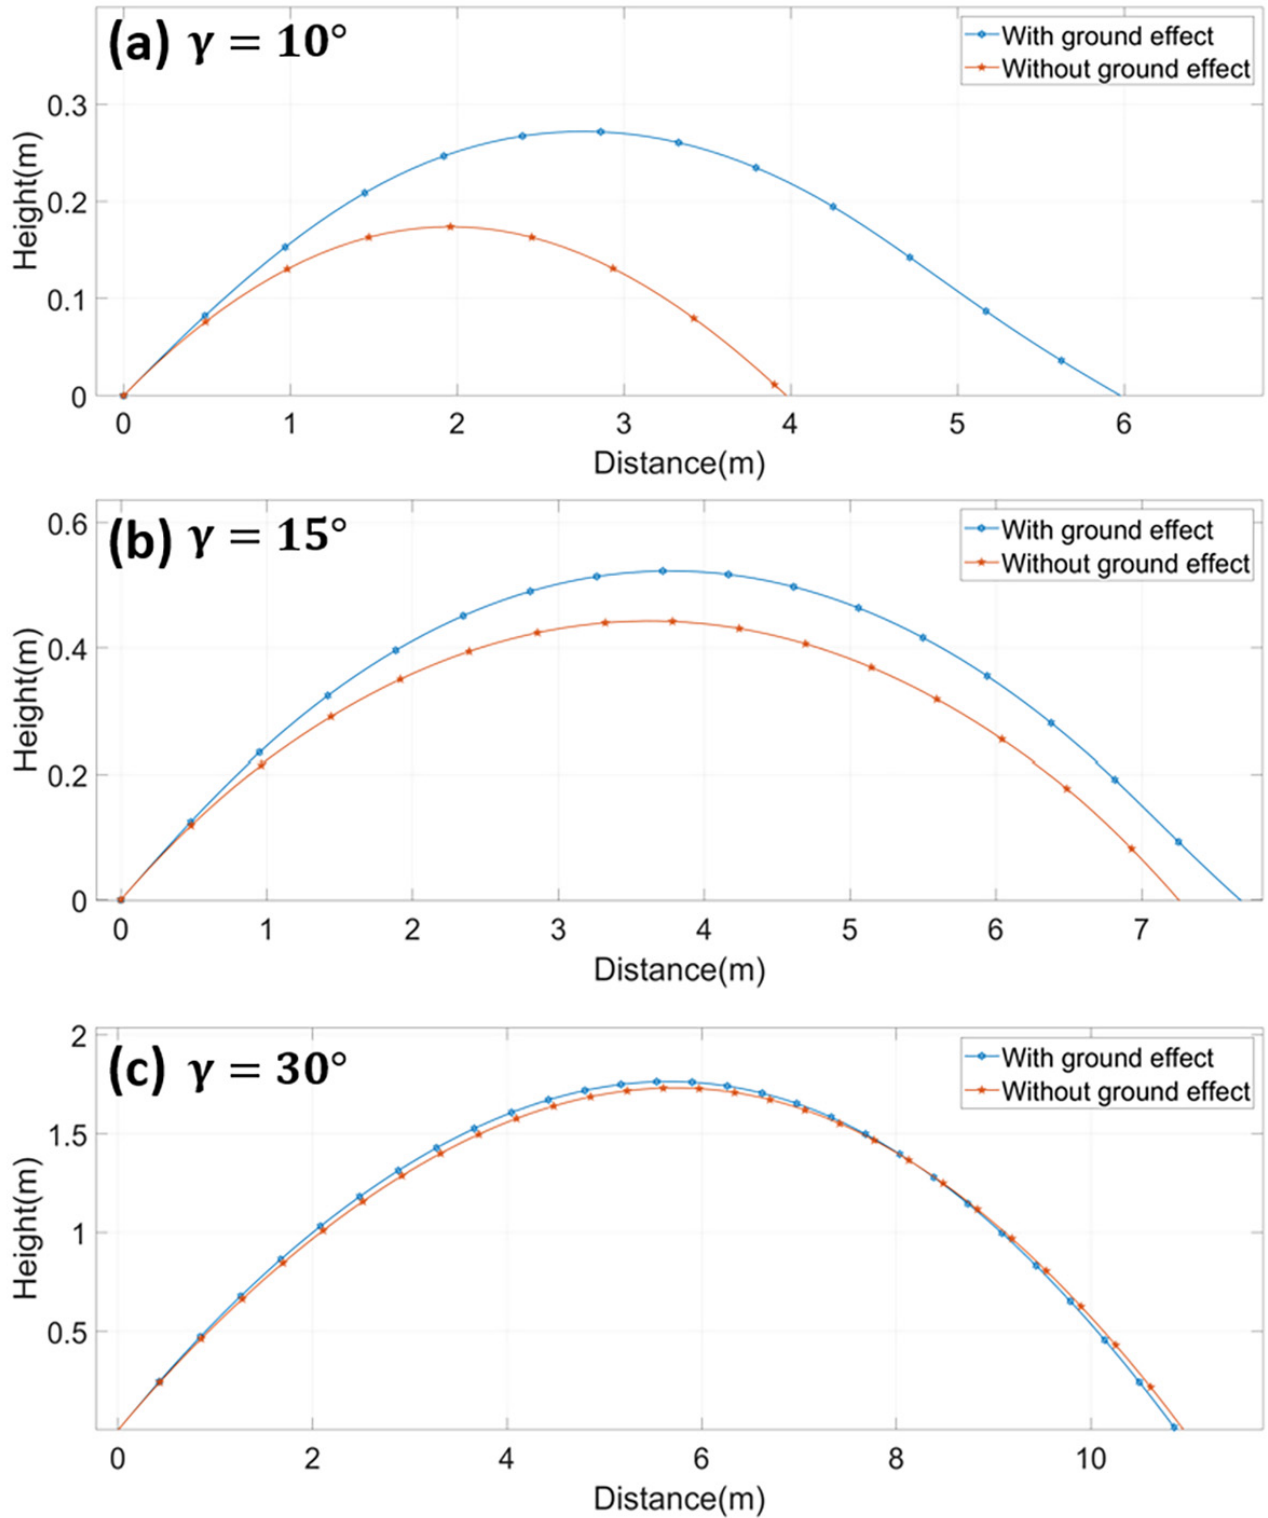 (a) γ = 10°
With ground effect
Without ground effect
0.3
0.2
0.1
0
Height(m)
0 1 2 3 4 5 6
Distance(m)
(b) γ = 15°
With ground effect
Without ground effect
0.6
0.4
0.2
0
Height(m)
0 1 2 3 4 5 6 7
Distance(m)
(c) γ = 30°
With ground effect
Without ground effect
2
1.5
1
0.5
Height(m)
0 2 4 6 8 10
Distance(m)